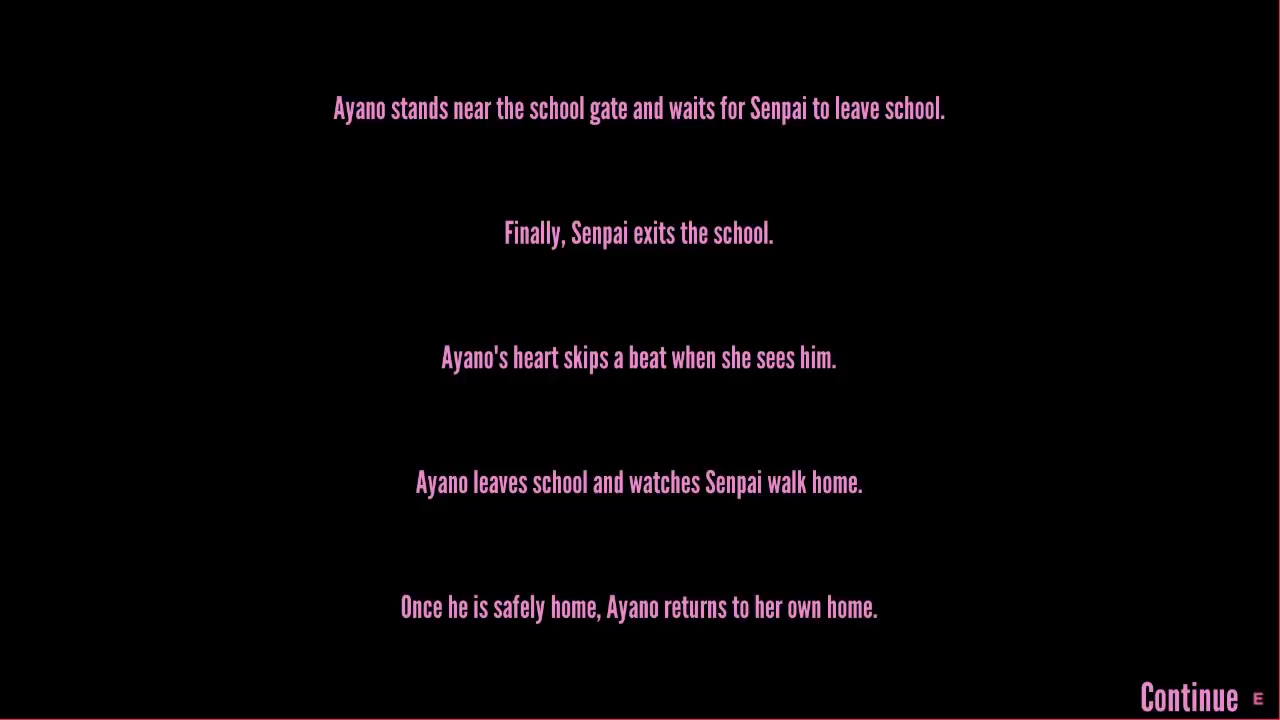 Ayano stands near the school gate and waits for Senpai to leave school.
Finally, Senpai exits the school.
Ayano's heart skips a beat when she sees him.
Ayano leaves school and watches Senpai walk home.
Once he is safely home, Ayano returns to her own home.
Continue E